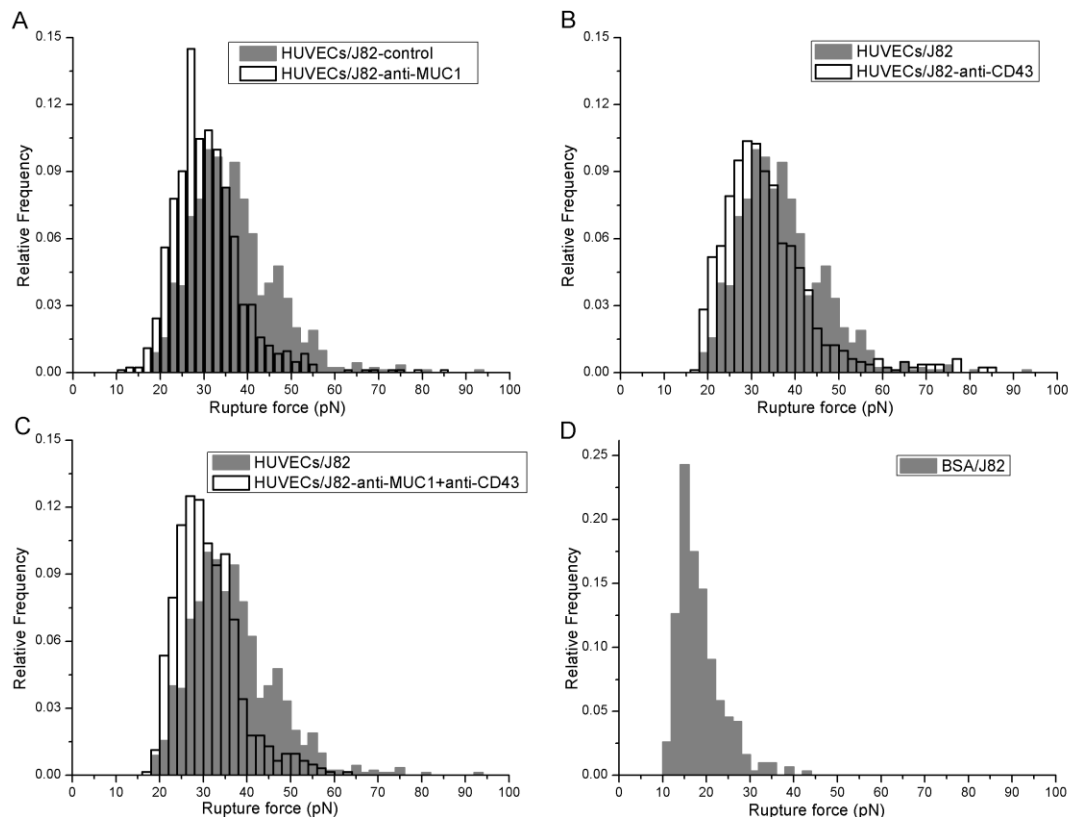 A
HUVECs/J82-control
HUVECs/J82-anti-MUC1
Relative Frequency
0.15
0.12
0.09
0.06
0.03
0.00
0 10 20 30 40 50 60 70 80 90 100
Rupture force (pN)
B
HUVECs/J82
HUVECs/J82-anti-CD43
Relative Frequency
0.15
0.12
0.09
0.06
0.03
0.00
0 10 20 30 40 50 60 70 80 90 100
Rupture force (pN)
C
HUVECs/J82
HUVECs/J82-anti-MUC1+anti-CD43
Relative Frequency
0.15
0.12
0.09
0.06
0.03
0.00
0 10 20 30 40 50 60 70 80 90 100
Rupture force (pN)
D
BSA/J82
Relative Frequency
0.25
0.20
0.15
0.10
0.05
0.00
0 10 20 30 40 50 60 70 80 90 100
Rupture force (pN)